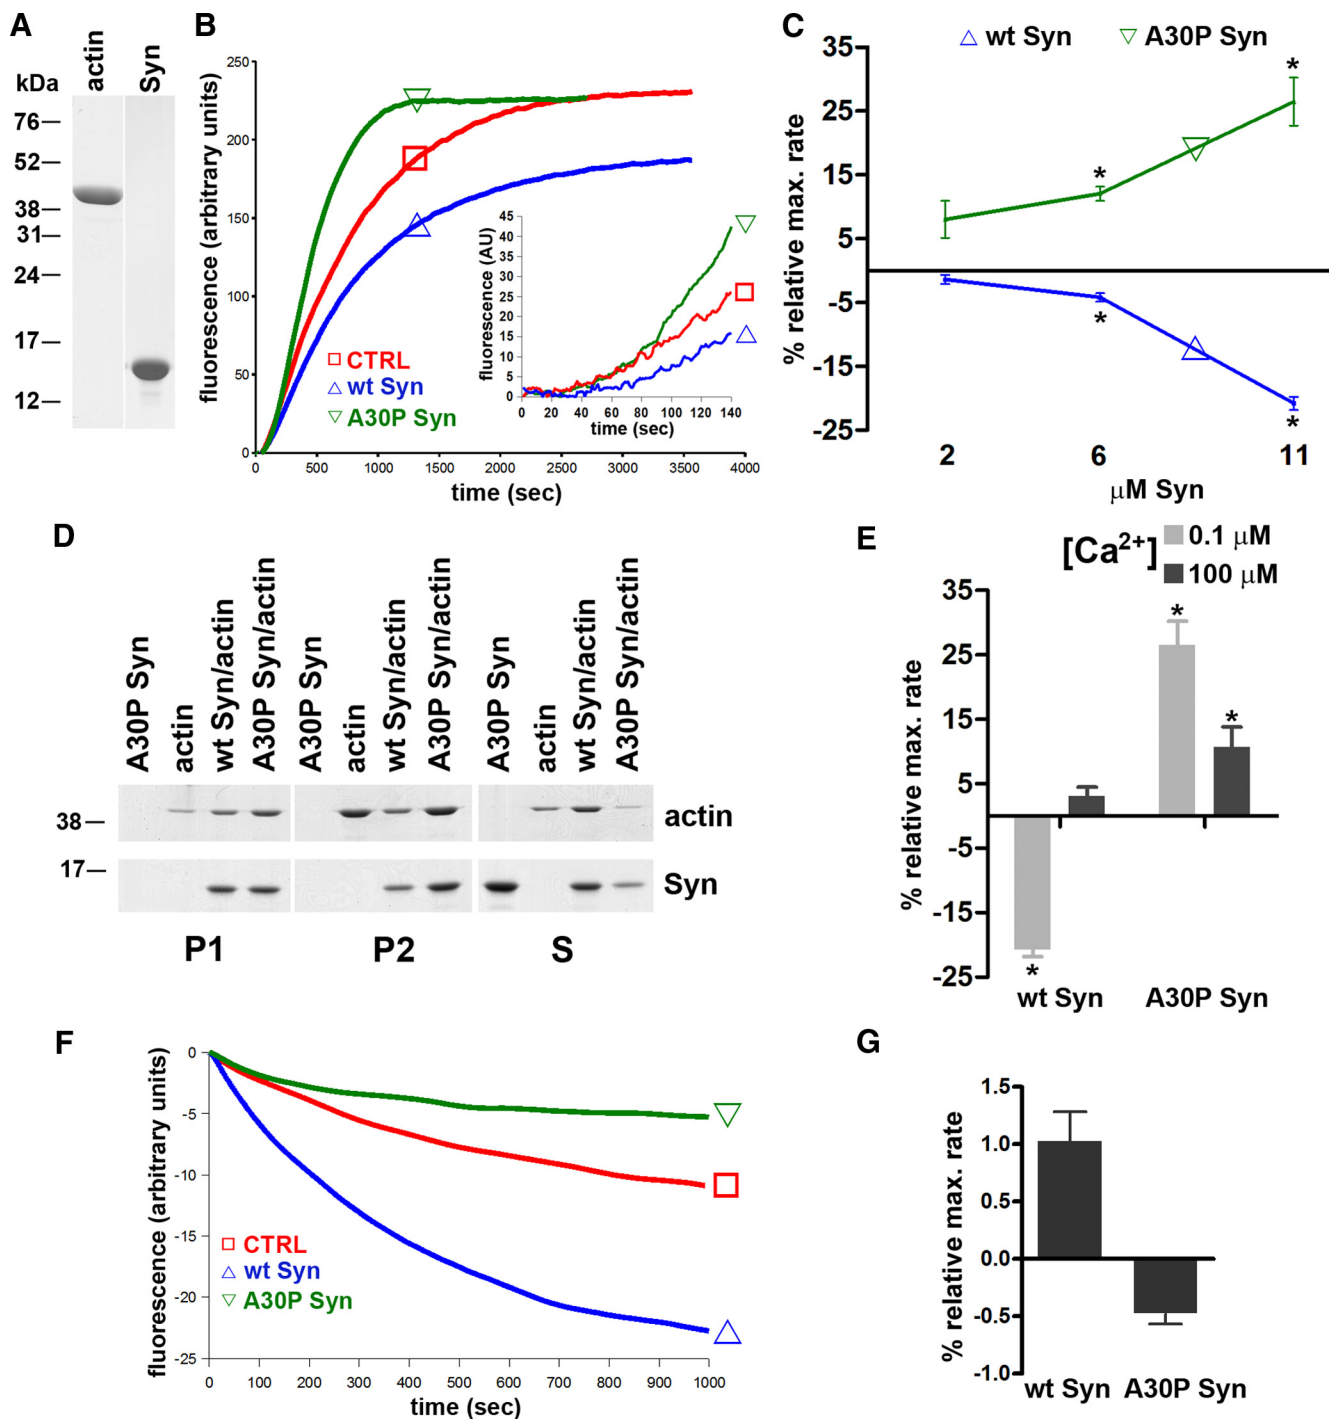 A
kDa
actin
Syn
76
52
38
31
24
17
12
B
fluorescence (arbitrary units)
250
200
150
100
50
0
0 500 1000 1500 2000 2500 3000 3500 4000
time (sec)
CTRL
wt Syn
A30P Syn
fluorescence (AU)
45
40
35
30
25
20
15
10
5
0
0 20 40 60 80 100 120 140
time (sec)
C
wt Syn A30P Syn
% relative max. rate
35
25
15
5
-5
-15
-25
* * * *
2 6 11
μM Syn
D
A30P Syn
actin
wt Syn/actin
A30P Syn/actin
A30P Syn
actin
wt Syn/actin
A30P Syn/actin
A30P Syn
actin
wt Syn/actin
A30P Syn/actin
38
actin
17
Syn
P1 P2 S
E
[Ca2+]
0.1 μM
100 μM
% relative max. rate
35
25
15
5
-5
-15
-25
* * *
wt Syn A30P Syn
F
fluorescence (arbitrary units)
0
-5
-10
-15
-20
-25
CTRL
wt Syn
A30P Syn
0 100 200 300 400 500 600 700 800 900 1000
time (sec)
G
% relative max. rate
1.5
1.0
0.5
0.0
-0.5
-1.0
wt Syn A30P Syn